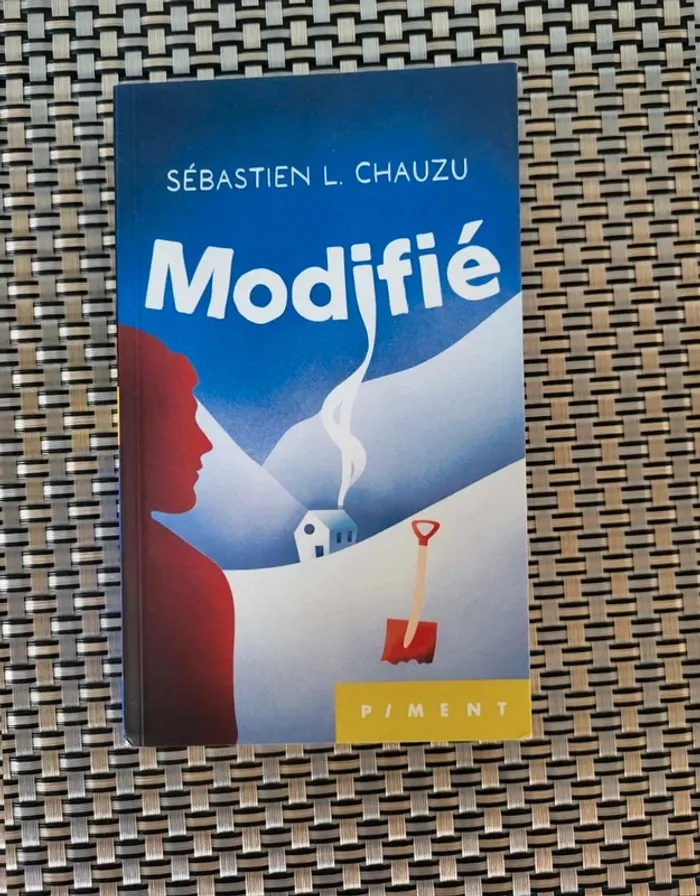 SÉBASTIEN L. CHAUZU
Modifié
PIMENT